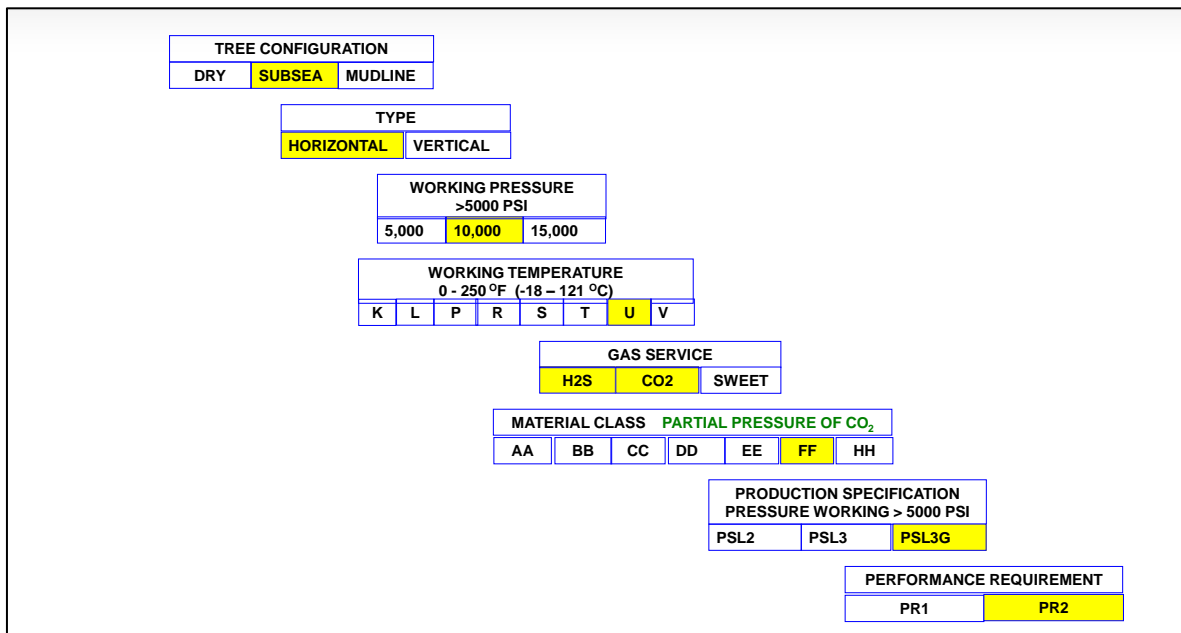 TREE CONFIGURATION
DRY SUBSEA MUDLINE
TYPE
HORIZONTAL VERTICAL
WORKING PRESSURE
>5000 PSI
5,000 10,000 15,000
WORKING TEMPERATURE
0 - 250 ᴼF (-18 – 121 ᴼC)
K L P R S T U V
GAS SERVICE
H2S CO2 SWEET
MATERIAL CLASS PARTIAL PRESSURE OF CO₂
AA BB CC DD EE FF HH
PRODUCTION SPECIFICATION
PRESSURE WORKING > 5000 PSI
PSL2 PSL3 PSL3G
PERFORMANCE REQUIREMENT
PR1 PR2